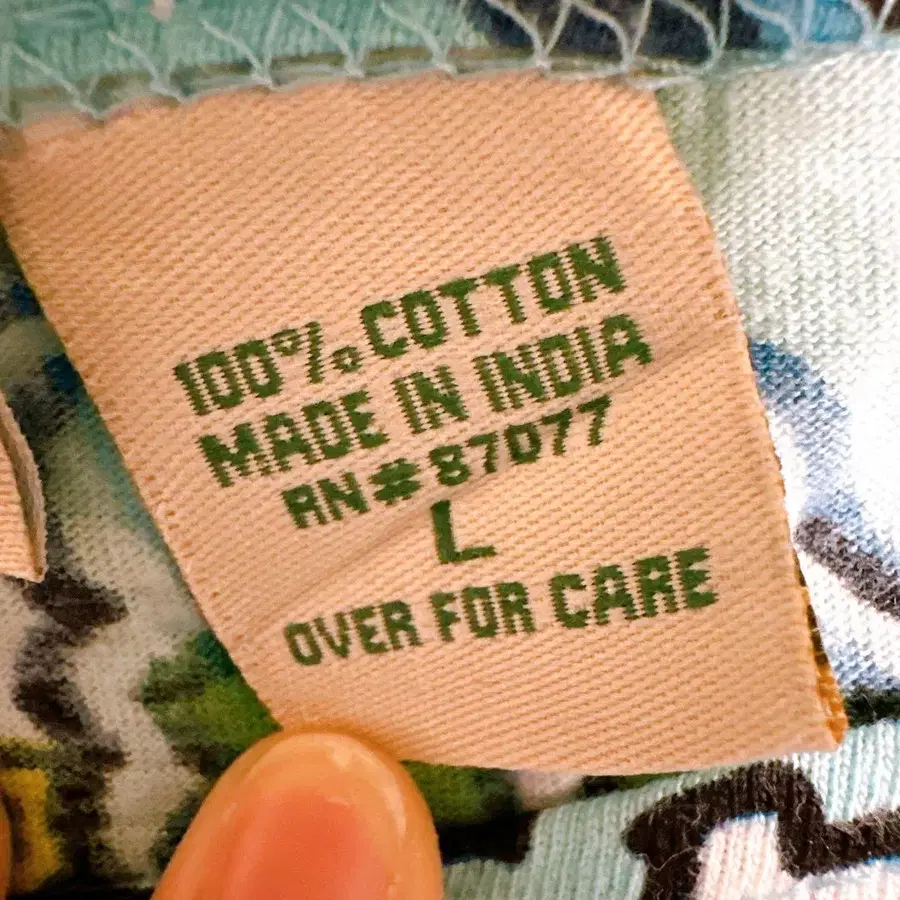 100% COTTON
MADE IN INDIA
RN# 87077
L
OVER FOR CARE